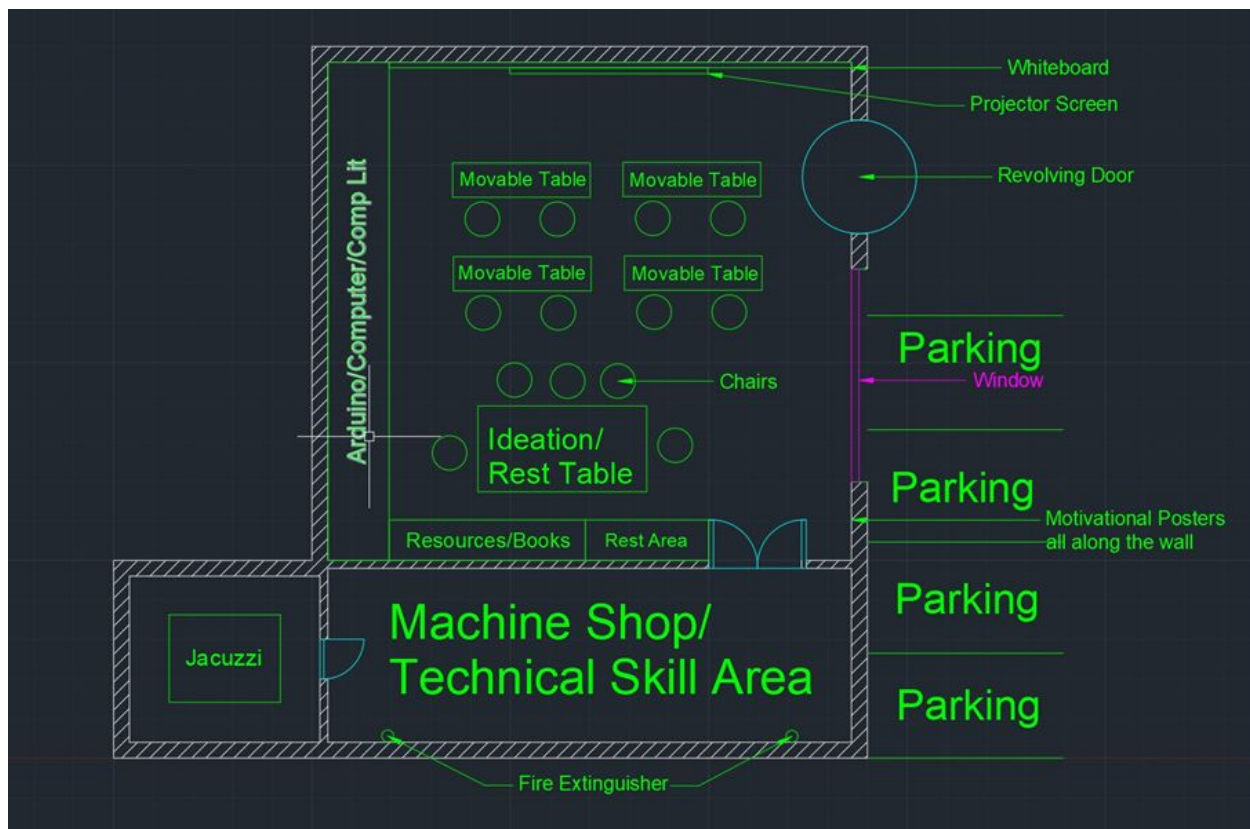 Whiteboard
Projector Screen
Revolving Door
Arduino/Computer/Comp Lit
Movable Table
Movable Table
Movable Table
Movable Table
Parking
Window
Chairs
Ideation/
Rest Table
Parking
Motivational Posters
all along the wall
Resources/Books
Rest Area
Parking
Machine Shop/
Technical Skill Area
Jacuzzi
Parking
Fire Extinguisher